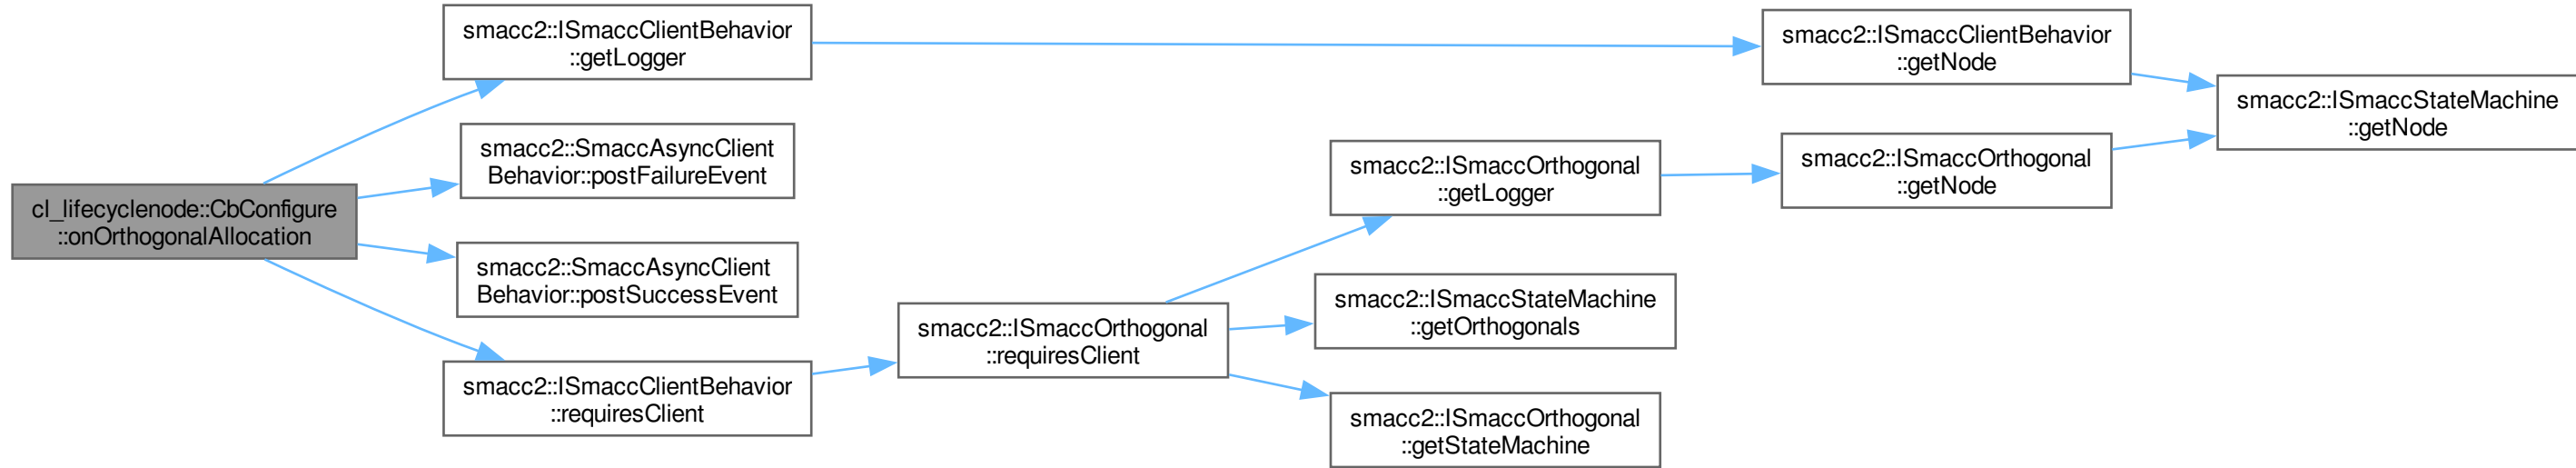 cl_lifecyclenode::CbConfigure
::onOrthogonalAllocation
smacc2::ISmaccClientBehavior
::getLogger
smacc2::SmaccAsyncClient
Behavior::postFailureEvent
smacc2::SmaccAsyncClient
Behavior::postSuccessEvent
smacc2::ISmaccClientBehavior
::requiresClient
smacc2::ISmaccOrthogonal
::requiresClient
smacc2::ISmaccOrthogonal
::getLogger
smacc2::ISmaccStateMachine
::getOrthogonals
smacc2::ISmaccOrthogonal
::getStateMachine
smacc2::ISmaccClientBehavior
::getNode
smacc2::ISmaccOrthogonal
::getNode
smacc2::ISmaccStateMachine
::getNode